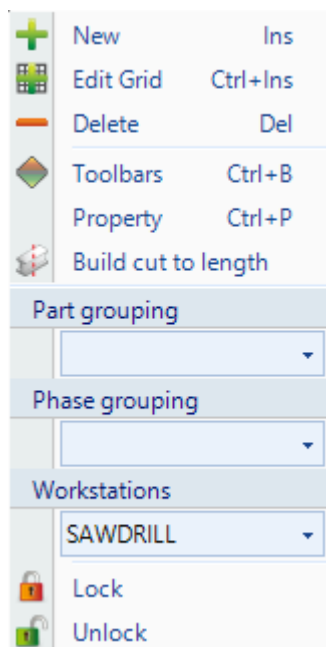 New Ins
Edit Grid Ctrl+Ins
Delete Del
Toolbars Ctrl+B
Property Ctrl+P
Build cut to length
Part grouping
Phase grouping
Workstations
SAWDRILL
Lock
Unlock